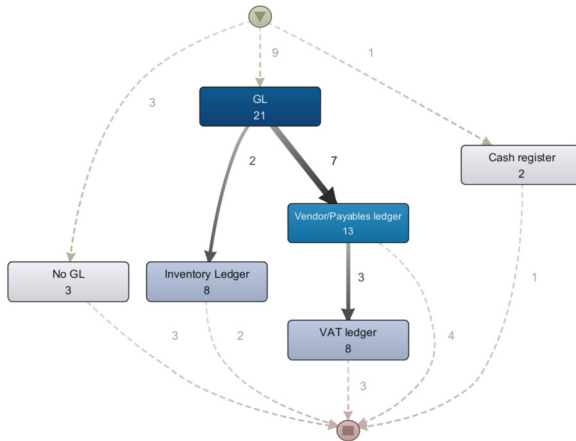 9
1
3
GL
21
2
7
Cash register
2
Vendor/Payables ledger
13
No GL
3
Inventory Ledger
8
3
1
VAT ledger
8
3
2
4
3